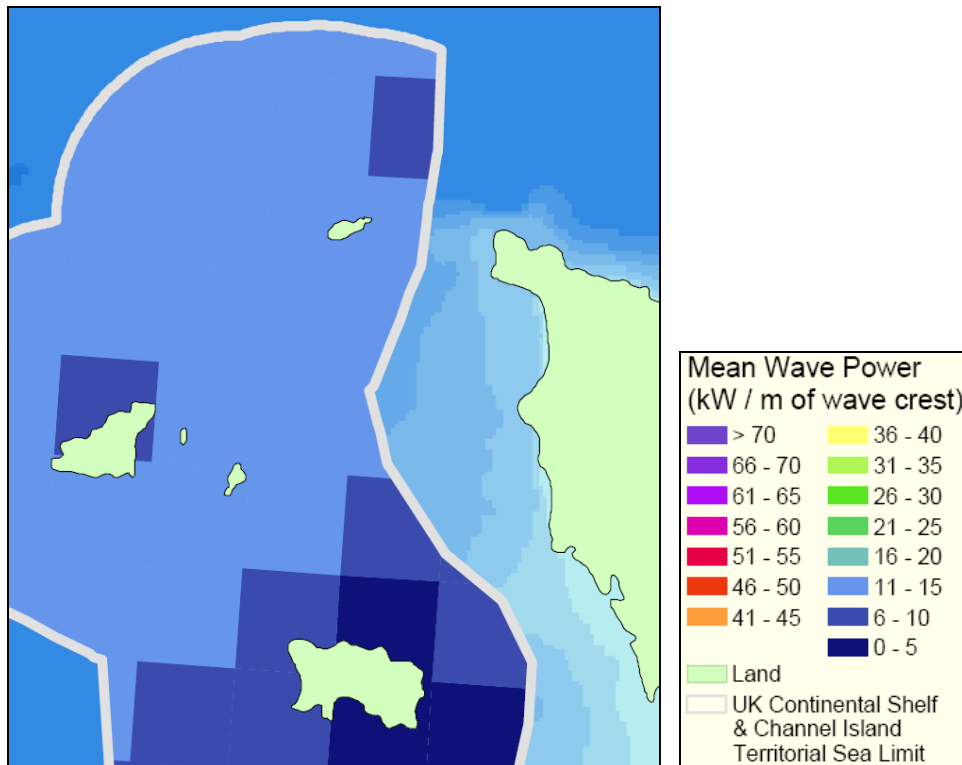 Mean Wave Power
(kW / m of wave crest)
> 70
66 - 70
61 - 65
56 - 60
51 - 55
46 - 50
41 - 45
36 - 40
31 - 35
26 - 30
21 - 25
16 - 20
11 - 15
6 - 10
0 - 5
Land
UK Continental Shelf
& Channel Island
Territorial Sea Limit